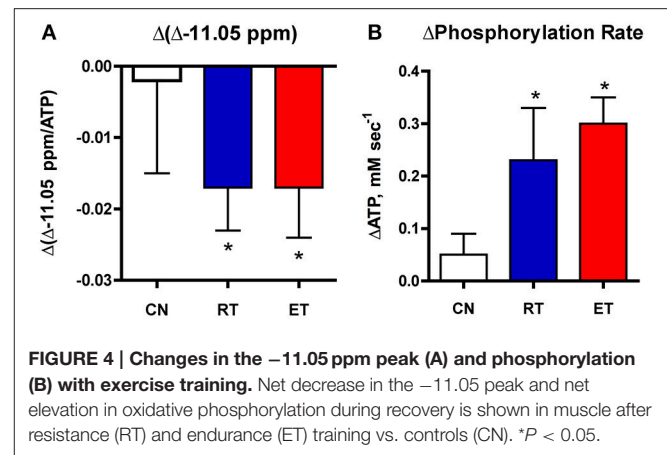 A
Δ(Δ-11.05 ppm)
Δ(Δ-11.05 ppm/ATP)
0.00
-0.01
-0.02
-0.03
*
*
CN
RT
ET
B
ΔPhosphorylation Rate
ΔATP, mM sec⁻¹
0.4
0.3
0.2
0.1
0.0
*
*
CN
RT
ET
FIGURE 4 | Changes in the −11.05 ppm peak (A) and phosphorylation
(B) with exercise training. Net decrease in the −11.05 peak and net
elevation in oxidative phosphorylation during recovery is shown in muscle after
resistance (RT) and endurance (ET) training vs. controls (CN). *P < 0.05.